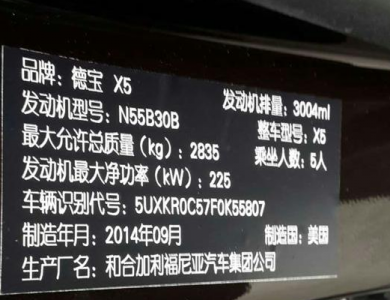 品牌：德宝 X5
发动机型号：N55B30B 发动机排量：3004ml
最大允许总质量（kg）：2835 整车型号：X5
发动机最大净功率（kW）：225 乘坐人数：5人
车辆识别代号：5UXKR0C57F0K55807
制造年月：2014年09月 制造国：美国
生产厂名：和合加利福尼亚汽车集团公司